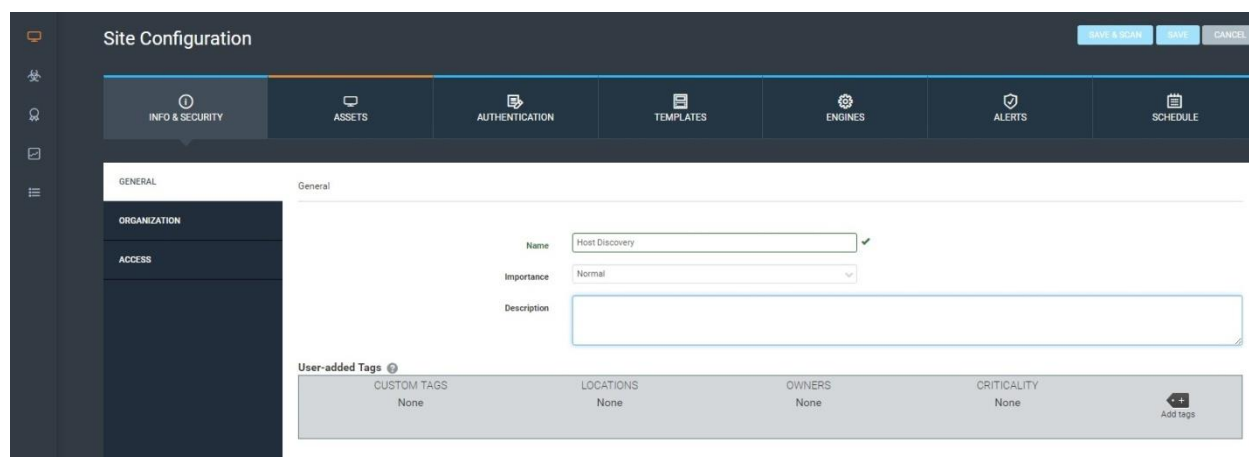 Site Configuration
SAVE & SCAN SAVE CANCEL
INFO & SECURITY ASSETS AUTHENTICATION TEMPLATES ENGINES ALERTS SCHEDULE
GENERAL
ORGANIZATION
ACCESS
General
Name Host Discovery
Importance Normal
Description
User-added Tags
CUSTOM TAGS LOCATIONS OWNERS CRITICALITY
None None None None
Add tags